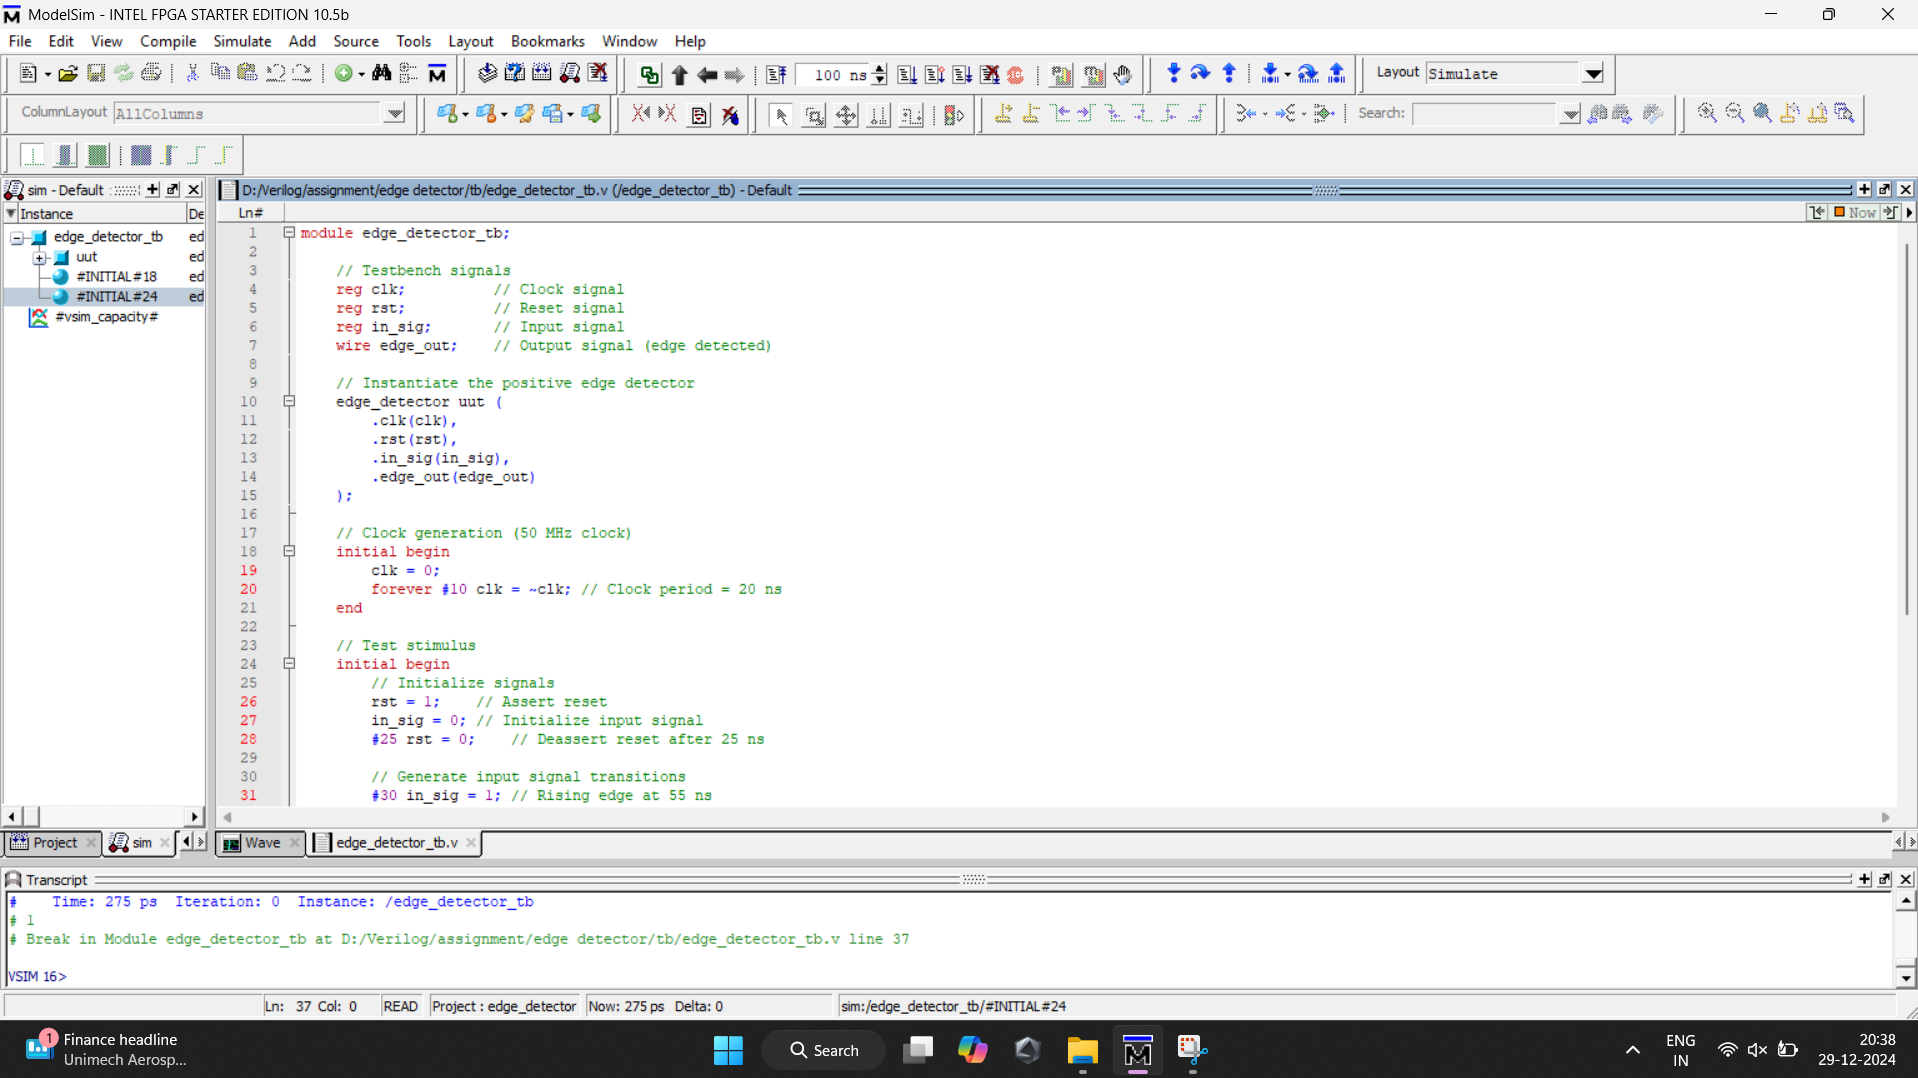 ModelSim - INTEL FPGA STARTER EDITION 10.5b
File Edit View Compile Simulate Add Source Tools Layout Bookmarks Window Help
100 ns
Layout Simulate
ColumnLayout AllColumns
Search:
sim - Default
D:/Verilog/assignment/edge detector/tb/edge_detector_tb.v (/edge_detector_tb) - Default
Instance De
Ln#
Now
edge_detector_tb ed
uut ed
#INITIAL#18 ed
#INITIAL#24 ed
#vsim_capacity#
1 module edge_detector_tb;
2
3 // Testbench signals
4 reg clk; // Clock signal
5 reg rst; // Reset signal
6 reg in_sig; // Input signal
7 wire edge_out; // Output signal (edge detected)
8
9 // Instantiate the positive edge detector
10 edge_detector uut (
11 .clk(clk),
12 .rst(rst),
13 .in_sig(in_sig),
14 .edge_out(edge_out)
15 );
16
17 // Clock generation (50 MHz clock)
18 initial begin
19 clk = 0;
20 forever #10 clk = ~clk; // Clock period = 20 ns
21 end
22
23 // Test stimulus
24 initial begin
25 // Initialize signals
26 rst = 1; // Assert reset
27 in_sig = 0; // Initialize input signal
28 #25 rst = 0; // Deassert reset after 25 ns
29
30 // Generate input signal transitions
31 #30 in_sig = 1; // Rising edge at 55 ns
Project sim Wave edge_detector_tb.v
Transcript
# Time: 275 ps Iteration: 0 Instance: /edge_detector_tb
# 1
# Break in Module edge_detector_tb at D:/Verilog/assignment/edge detector/tb/edge_detector_tb.v line 37
VSIM 16>
Ln: 37 Col: 0 READ Project : edge_detector Now: 275 ps Delta: 0 sim:/edge_detector_tb/#INITIAL#24
1
Finance headline
Unimech Aerosp...
Search
ENG
IN
20:38
29-12-2024